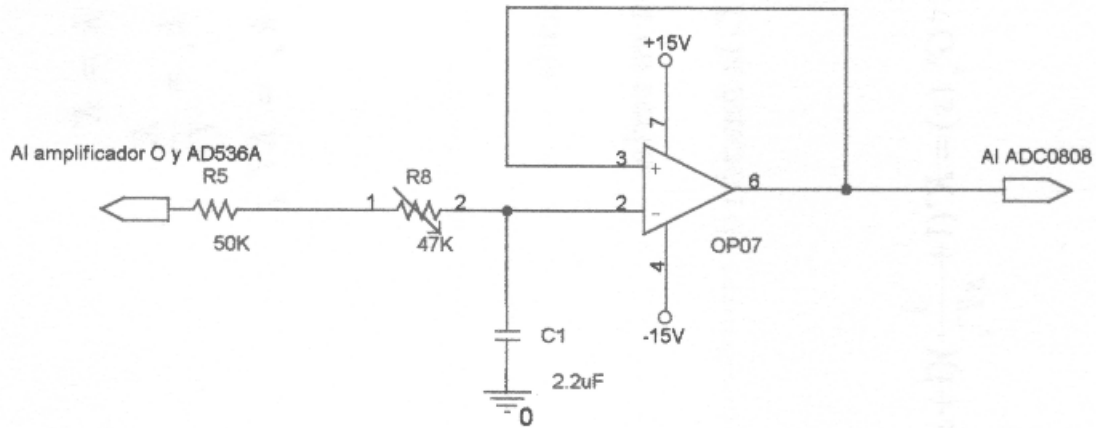 +15V
7
Al amplificador O y AD536A
3
+
Al ADC0808
R5
R8
6
1
2
2
-
50K
47K
OP07
4
C1
-15V
2.2uF
0